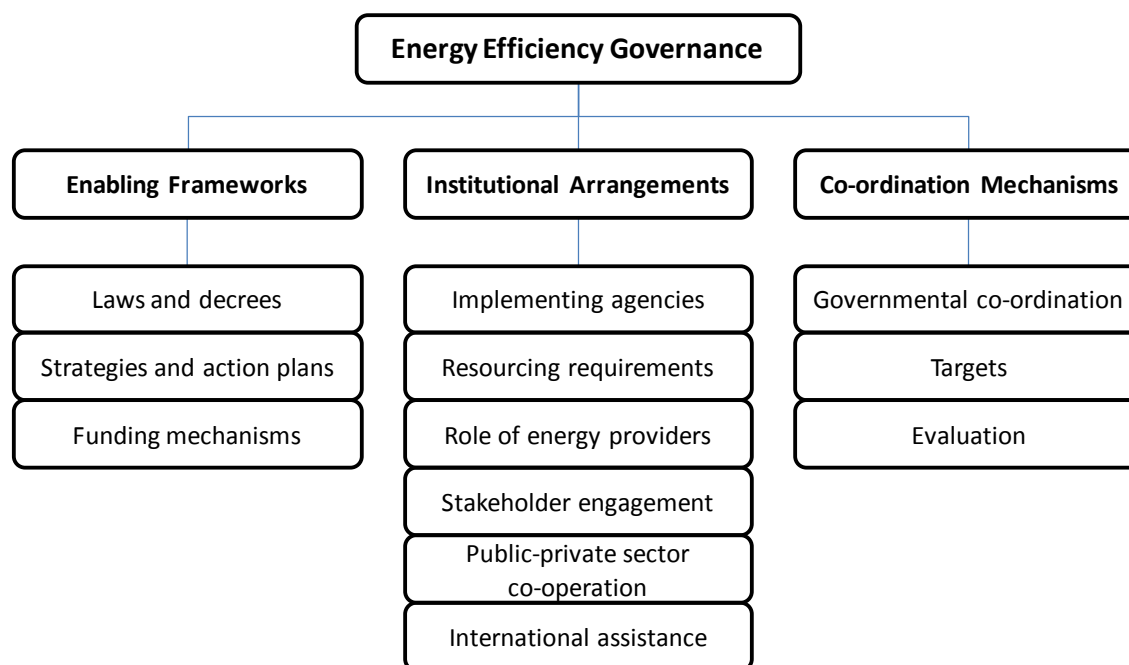 Energy Efficiency Governance
Enabling Frameworks
Institutional Arrangements
Co-ordination Mechanisms
Laws and decrees
Strategies and action plans
Funding mechanisms
Implementing agencies
Resourcing requirements
Role of energy providers
Stakeholder engagement
Public-private sector
co-operation
International assistance
Governmental co-ordination
Targets
Evaluation